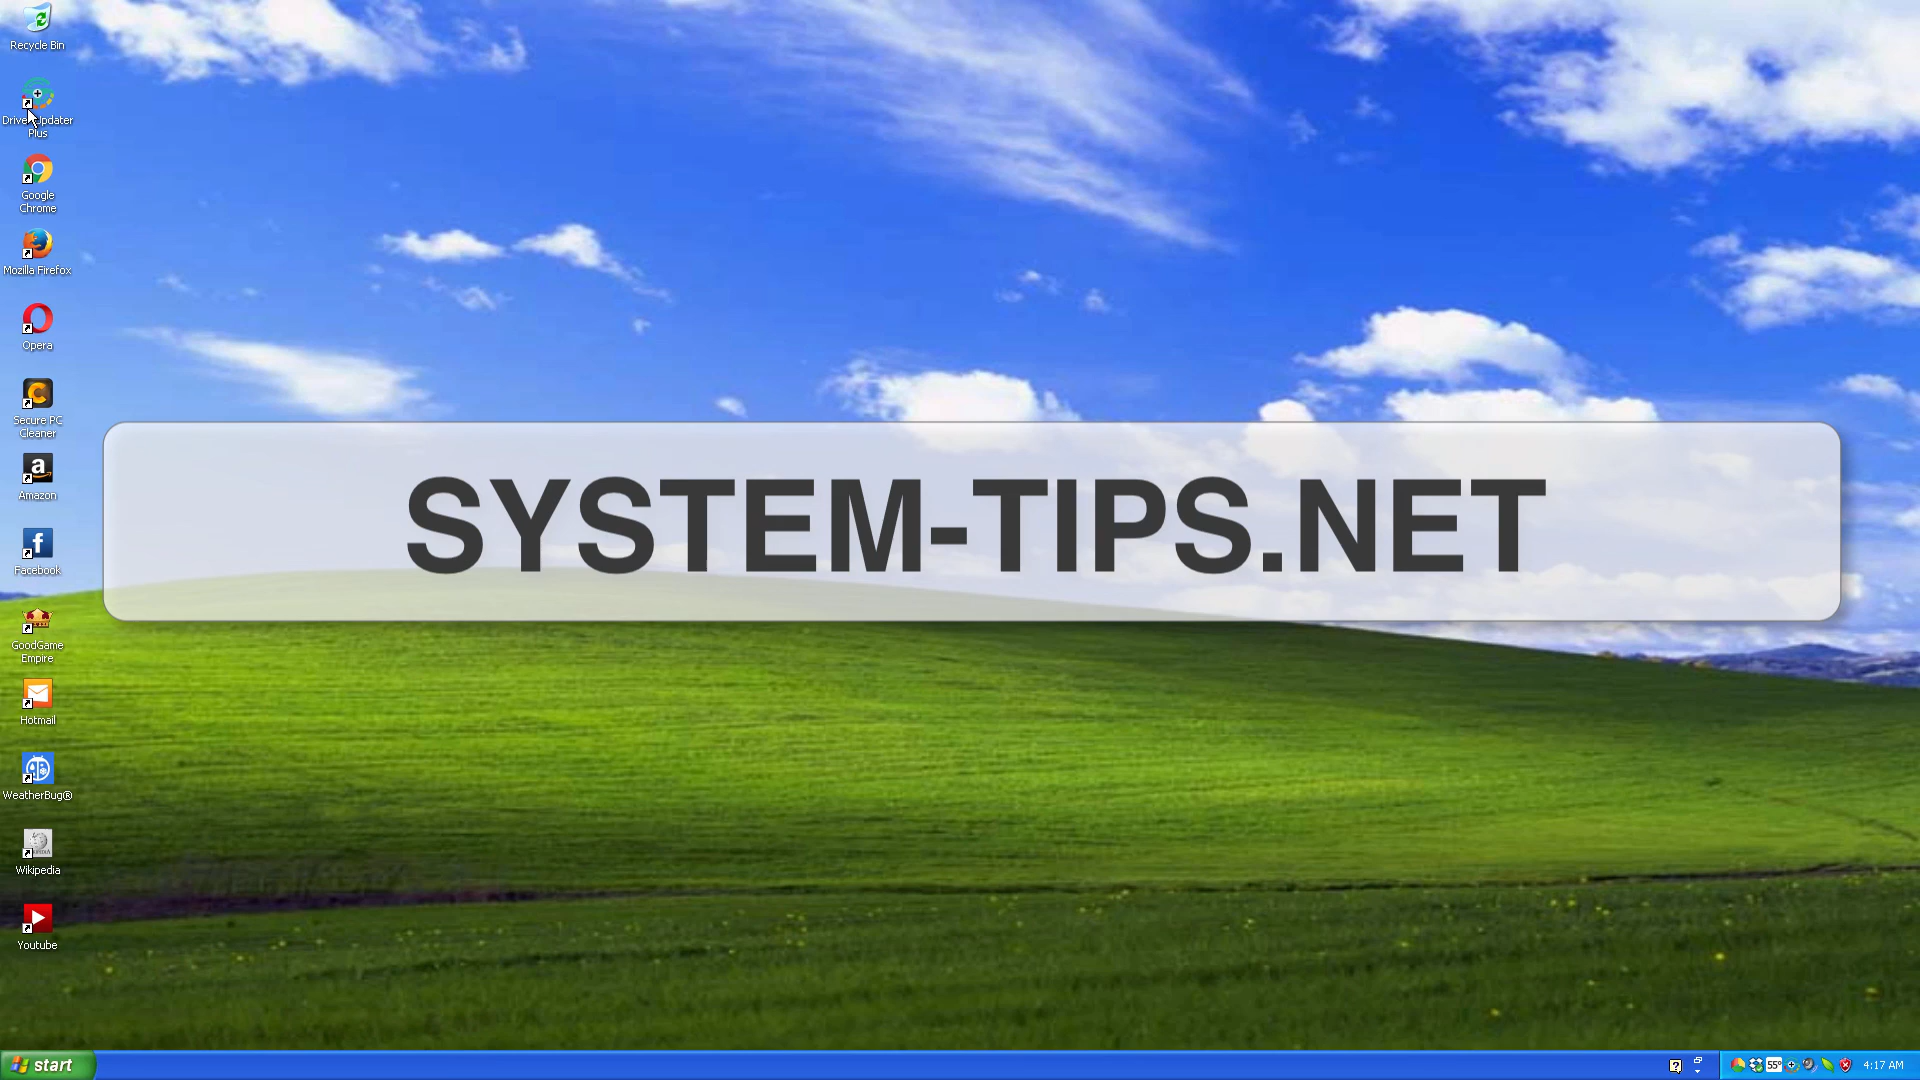 Recycle Bin
Driver Updater
Plus
Google
Chrome
Mozilla Firefox
Opera
Secure PC
Cleaner
Amazon
Facebook
GoodGame
Empire
Hotmail
WeatherBug®
Wikipedia
Youtube
SYSTEM-TIPS.NET
start
55°
4:17 AM